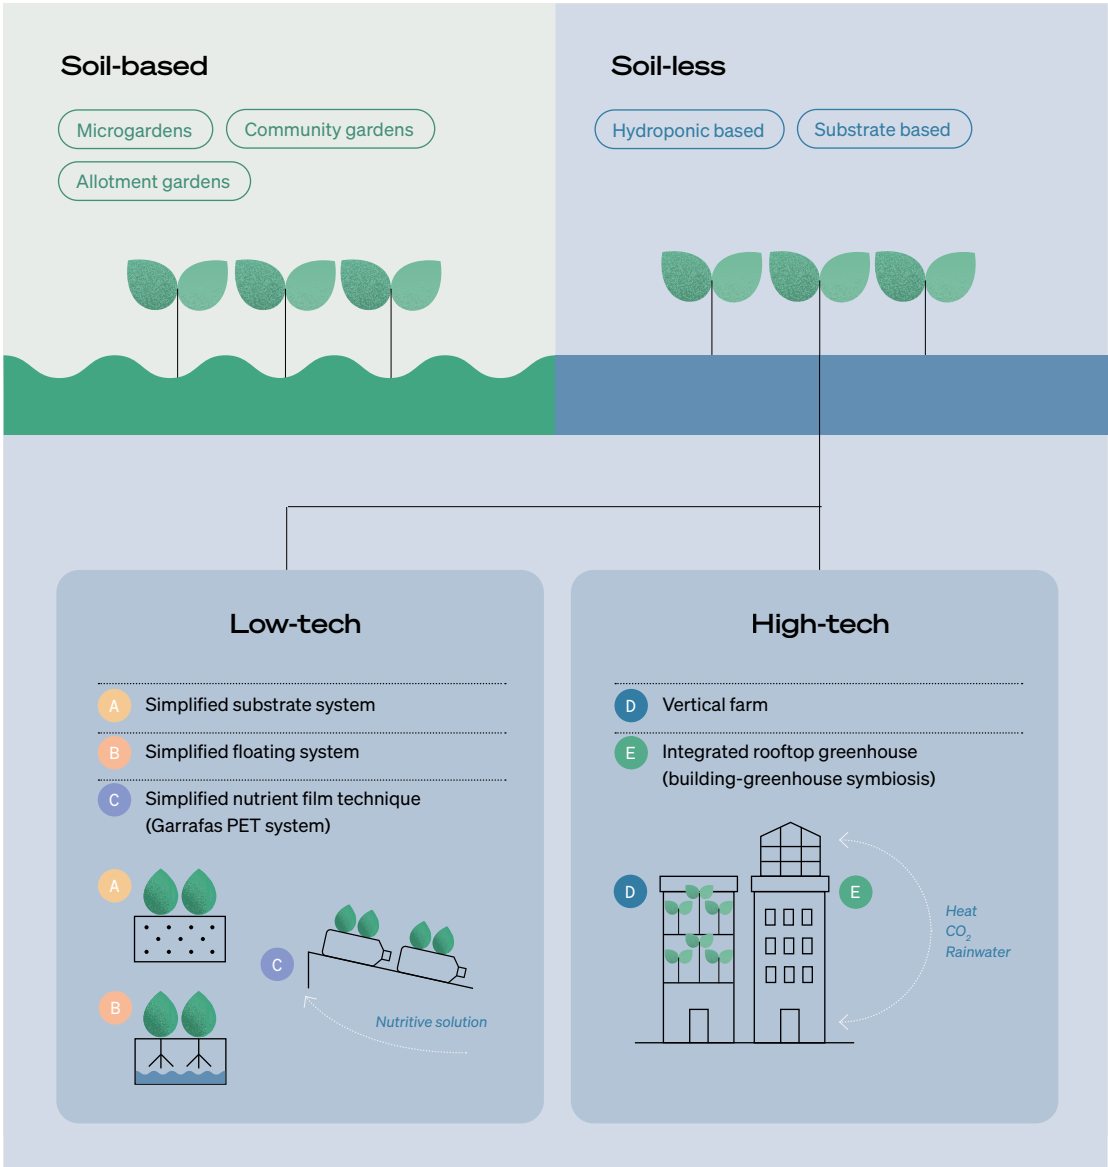 Soil-based
Microgardens
Community gardens
Allotment gardens
Soil-less
Hydroponic based
Substrate based
Low-tech
A Simplified substrate system
B Simplified floating system
C Simplified nutrient film technique
(Garrafas PET system)
A
B
C
Nutritive solution
High-tech
D Vertical farm
E Integrated rooftop greenhouse
(building-greenhouse symbiosis)
D
E
Heat
CO₂
Rainwater